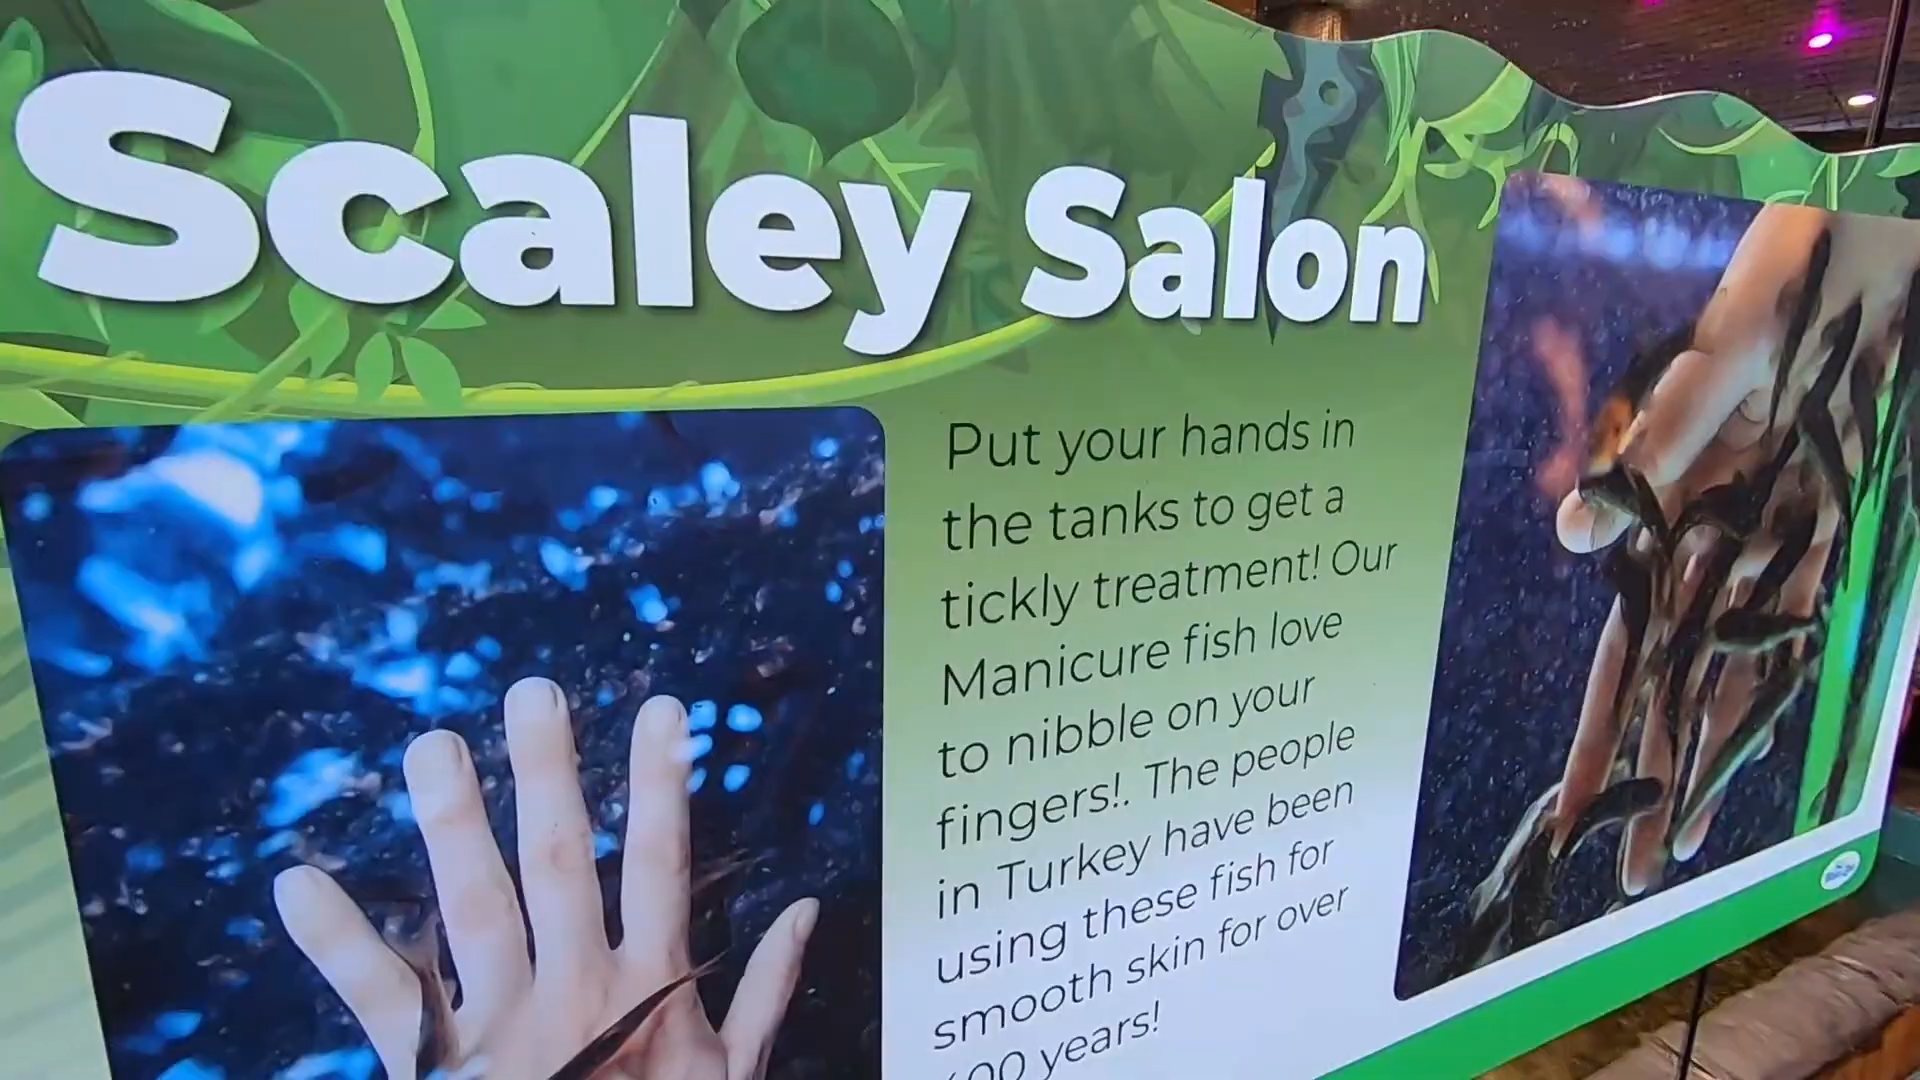 Scaley Salon
Put your hands in
the tanks to get a
tickly treatment! Our
Manicure fish love
to nibble on your
fingers!. The people
in Turkey have been
using these fish for
smooth skin for over
years!